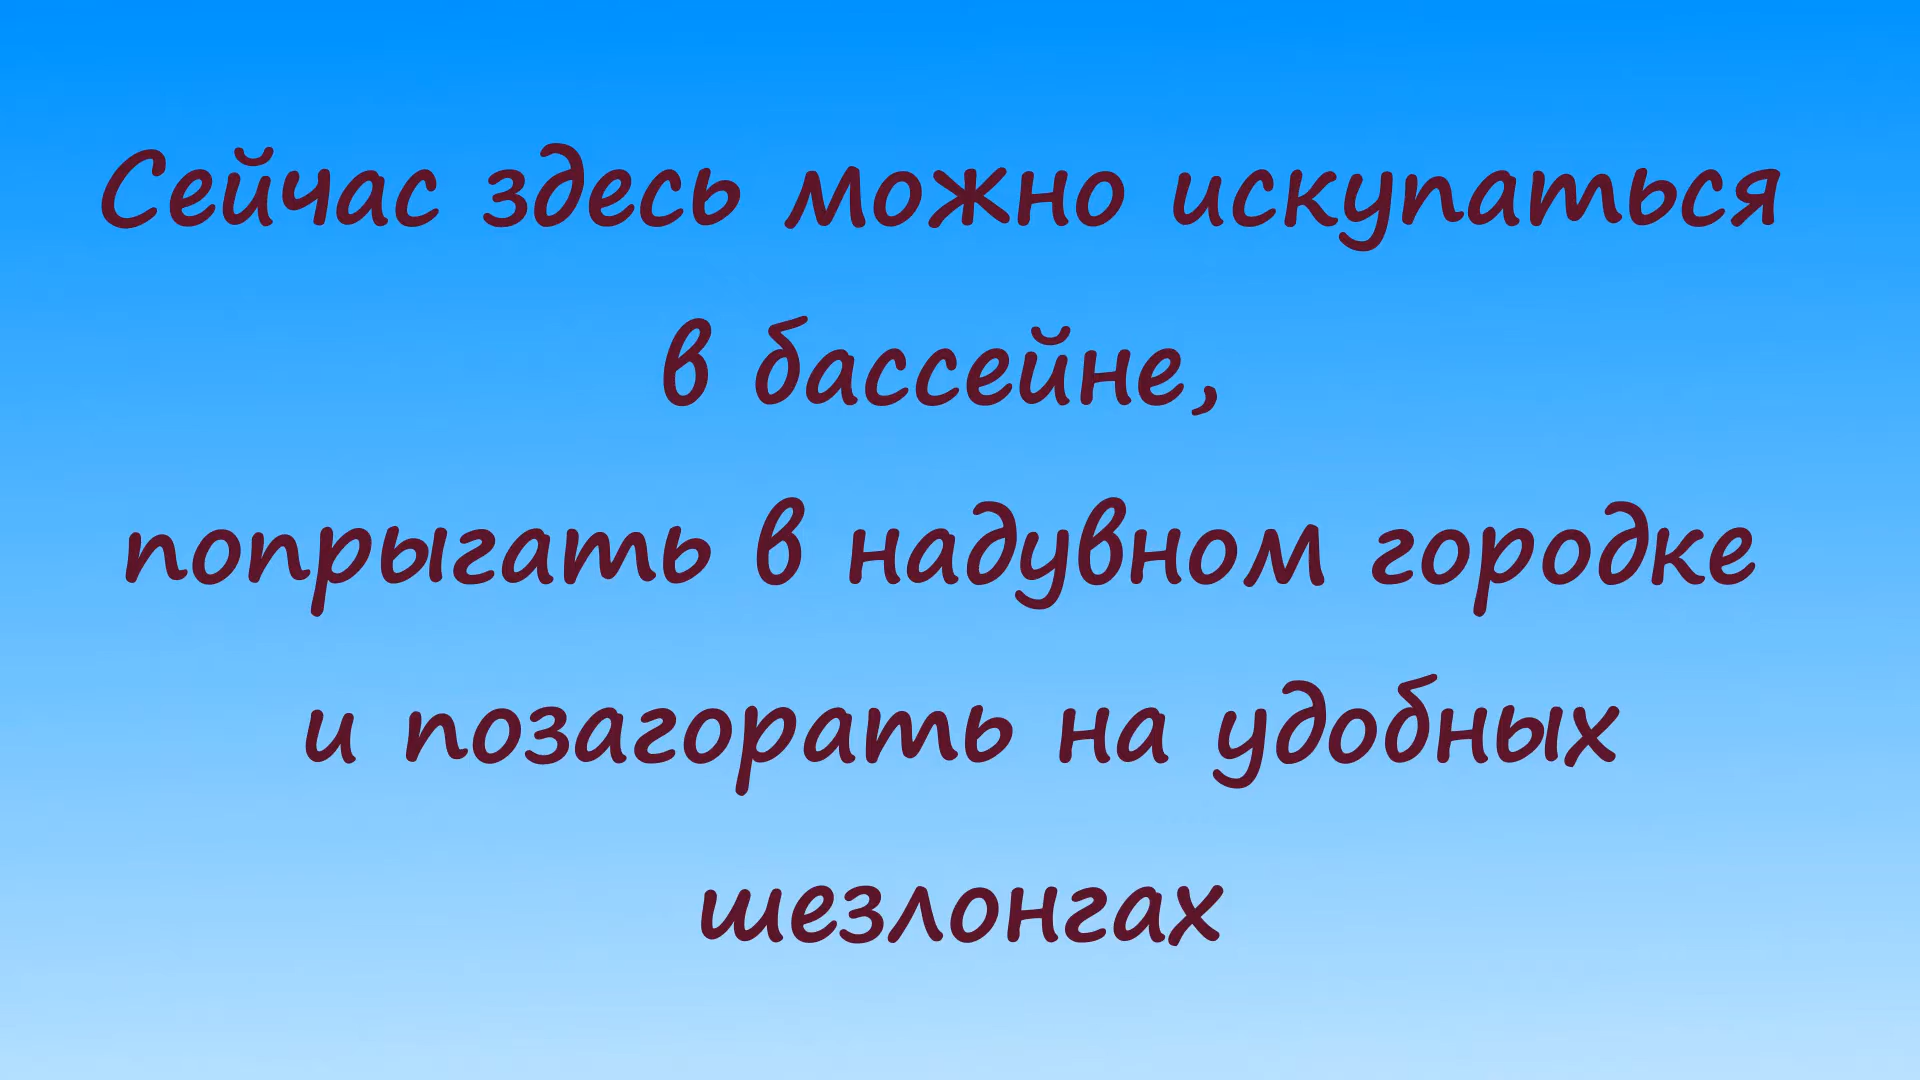 Сейчас здесь можно искупаться
в бассейне,
попрыгать в надувном городке
и позагорать на удобных
шезлонгах